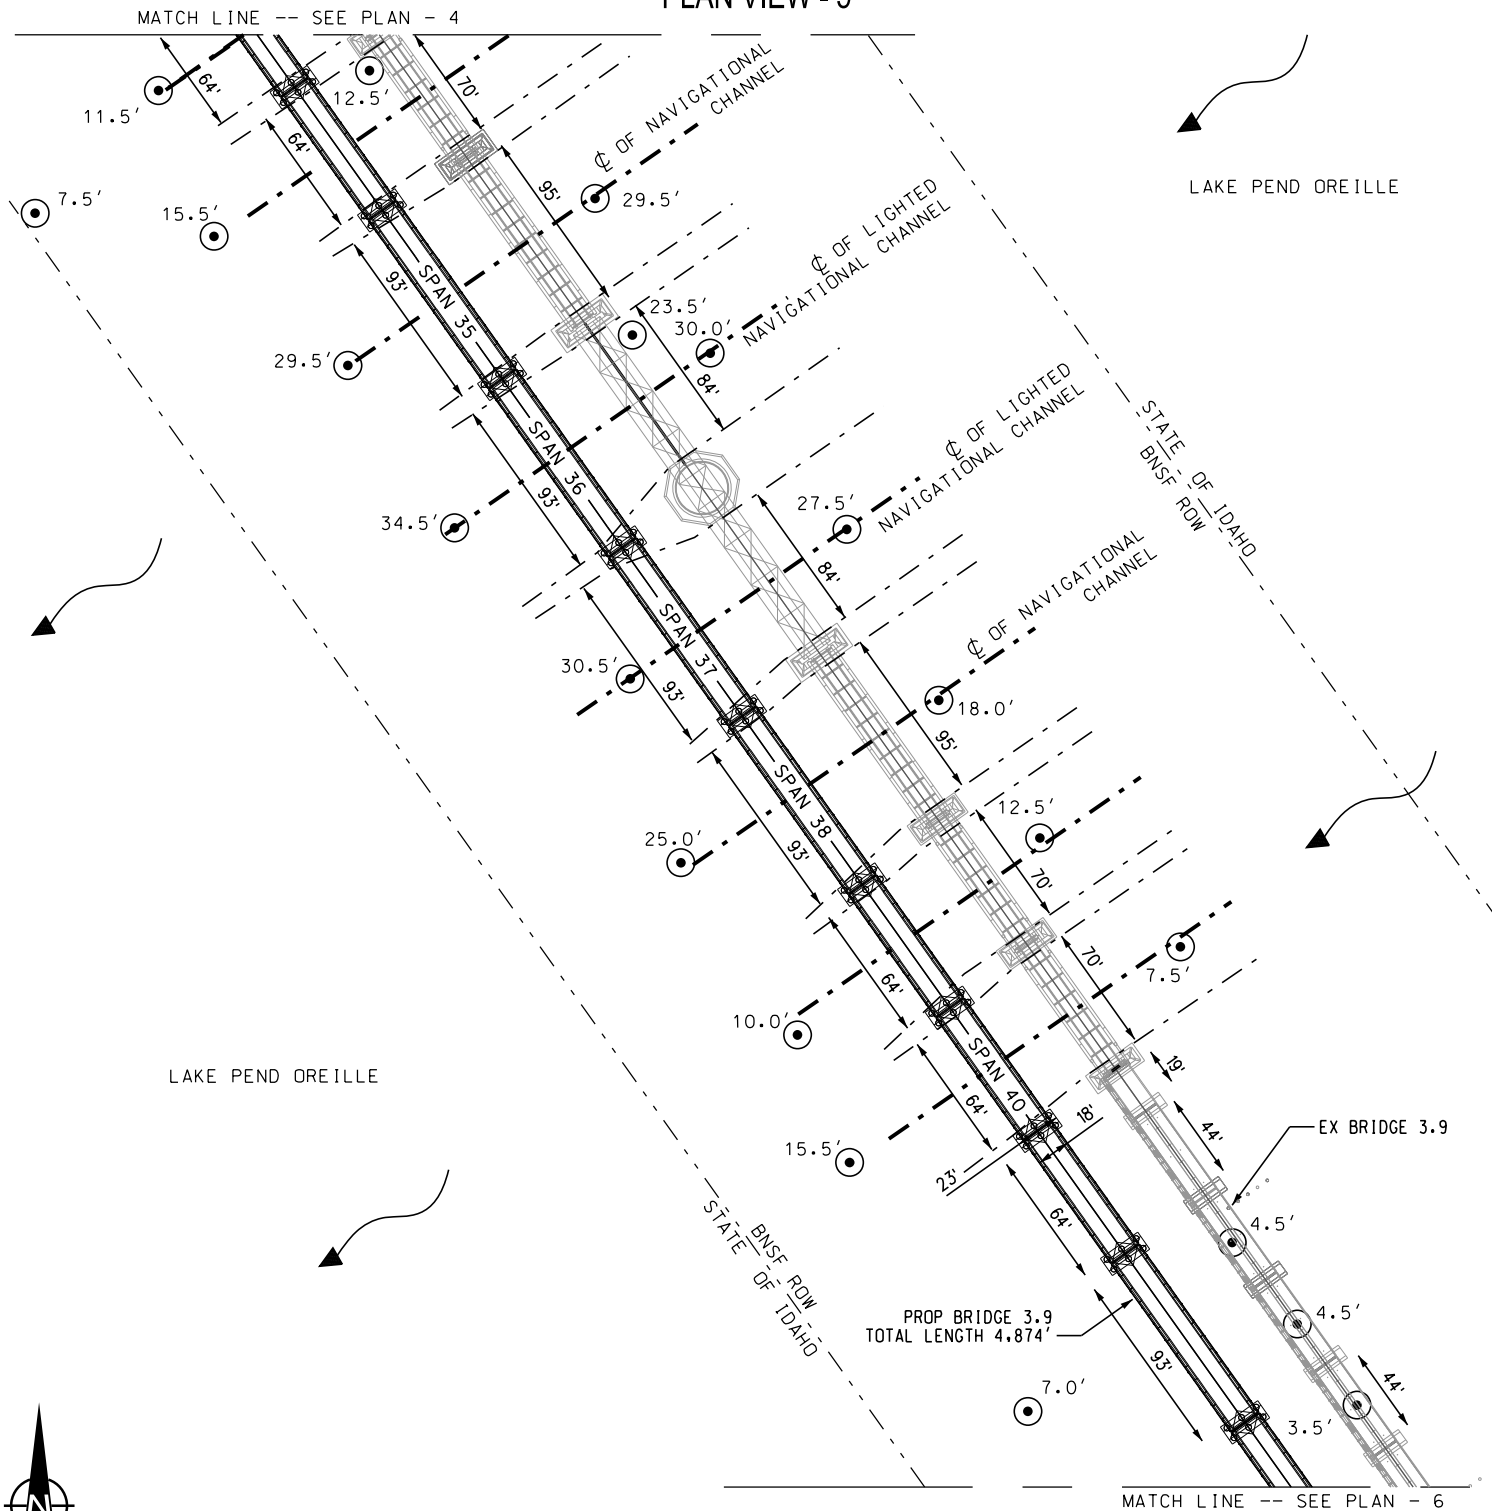 PLAN VIEW - 5
MATCH LINE -- SEE PLAN - 4
64'
11.5'
12.5'
70'
℄ OF NAVIGATIONAL
CHANNEL
64'
95'
7.5'
15.5'
29.5'
LAKE PEND OREILLE
℄ OF LIGHTED
NAVIGATIONAL CHANNEL
93'
SPAN 35
23.5'
30.0'
29.5'
84'
℄ OF LIGHTED
NAVIGATIONAL CHANNEL
STATE OF IDAHO
BNSF ROW
SPAN 36
93'
34.5'
27.5'
84'
℄ OF NAVIGATIONAL
CHANNEL
SPAN 37
30.5'
93'
18.0'
95'
SPAN 38
25.0'
93'
12.5'
70'
10.0'
64'
70'
7.5'
LAKE PEND OREILLE
SPAN 40
64'
19'
18'
44'
EX BRIDGE 3.9
15.5'
23'
64'
4.5'
BNSF ROW
STATE OF IDAHO
PROP BRIDGE 3.9
TOTAL LENGTH 4,874'
4.5'
93'
44'
7.0'
3.5'
N
MATCH LINE -- SEE PLAN - 6